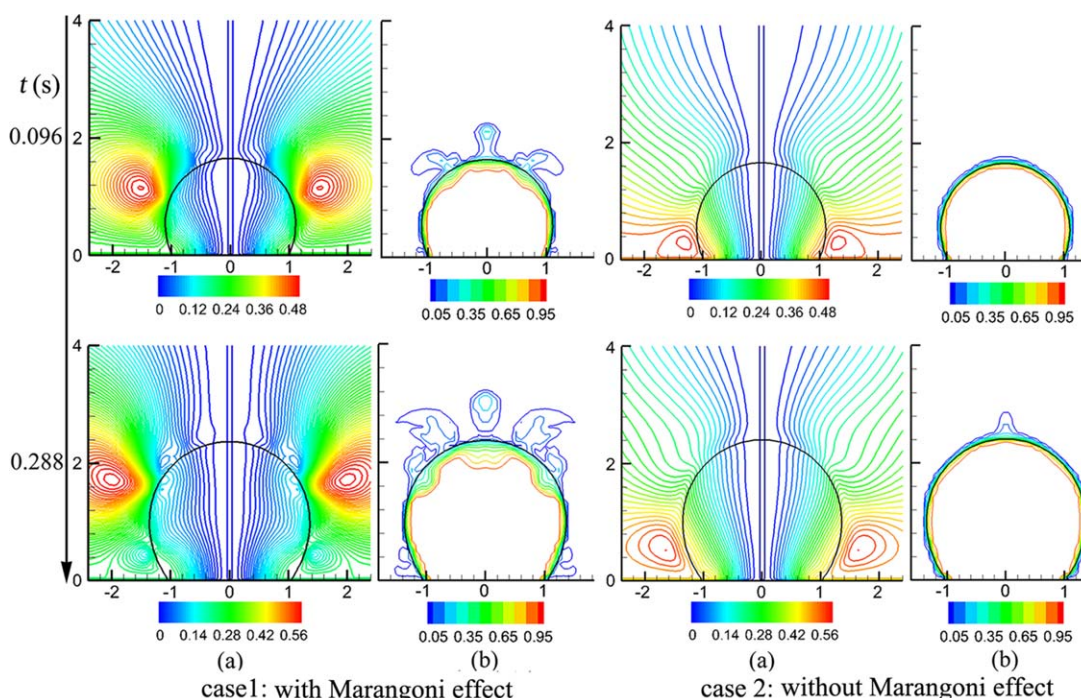 4 4
t (s)
0.096
2 2
0 0
-2 -1 0 1 2 -1 0 1 -2 -1 0 1 2 -1 0 1
0 0.12 0.24 0.36 0.48 0.05 0.35 0.65 0.95 0 0.12 0.24 0.36 0.48 0.05 0.35 0.65 0.95
4 4
0.288
2 2
0 0
-2 -1 0 1 2 -1 0 1 -2 -1 0 1 2 -1 0 1
0 0.14 0.28 0.42 0.56 0.05 0.35 0.65 0.95 0 0.14 0.28 0.42 0.56 0.05 0.35 0.65 0.95
(a) (b) (a) (b)
case1: with Marangoni effect case 2: without Marangoni effect